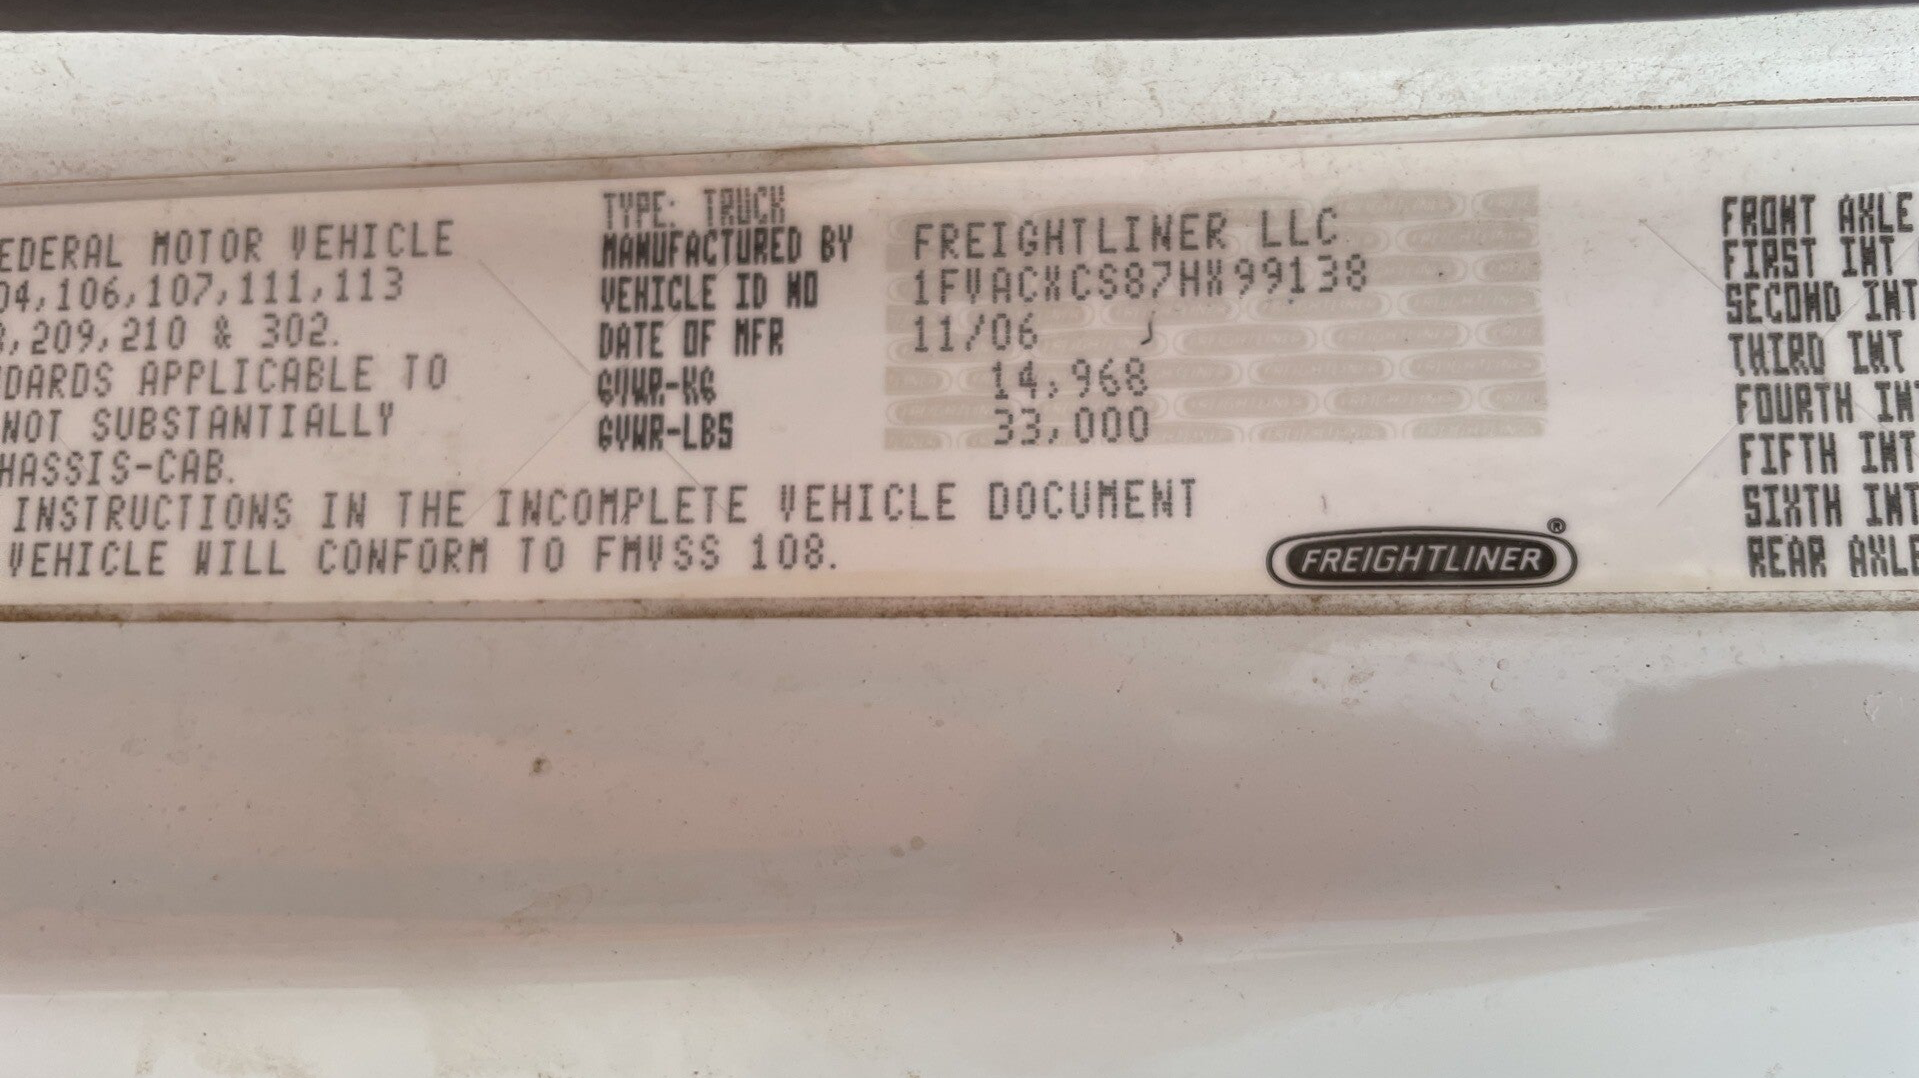 EDERAL MOTOR VEHICLE
04,106,107,111,113
,209,210 & 302.
DARDS APPLICABLE TO
NOT SUBSTANTIALLY
HASSIS-CAB.
INSTRUCTIONS IN THE INCOMPLETE VEHICLE DOCUMENT
VEHICLE WILL CONFORM TO FMVSS 108.
TYPE: TRUCK
MANUFACTURED BY FREIGHTLINER LLC
VEHICLE ID NO 1FVACXCS87HX99138
DATE OF MFR 11/06
GVWR-KG 14,968
GVWR-LBS 33,000
FREIGHTLINER®
FRONT AXLE
FIRST INT
SECOND INT
THIRD INT
FOURTH INT
FIFTH INT
SIXTH INT
REAR AXLE